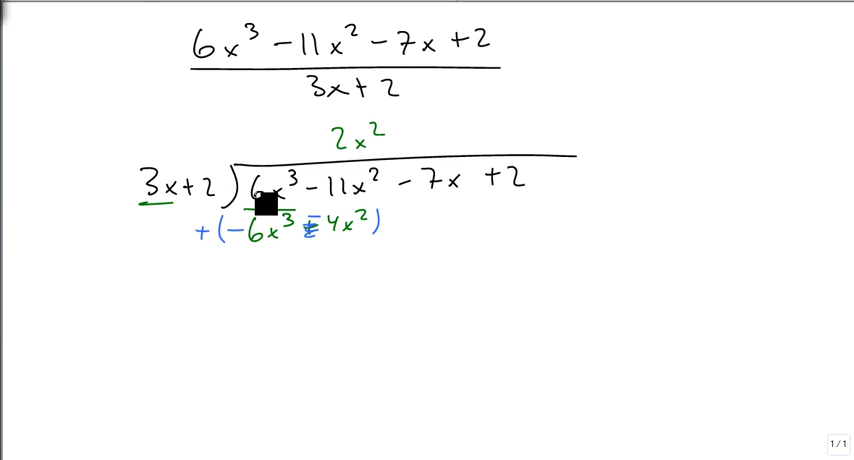 6x³ - 11x² - 7x + 2
3x + 2
2x²
3x + 2 ) 6x³ - 11x² - 7x + 2
+ (- 6x³ - 4x²)
1 / 1